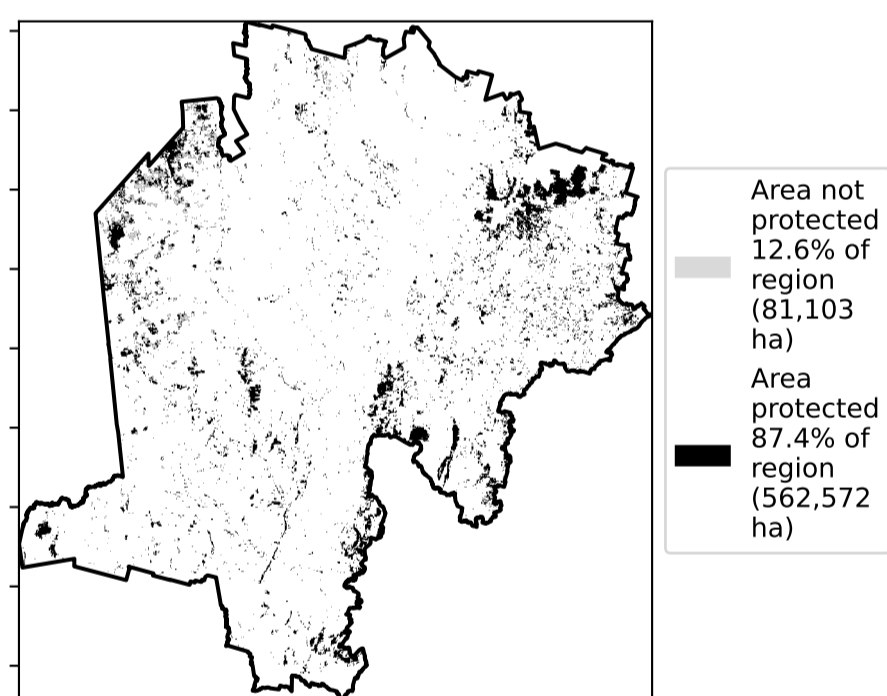 Area not
protected
12.6% of
region
(81,103
ha)
Area
protected
87.4% of
region
(562,572
ha)